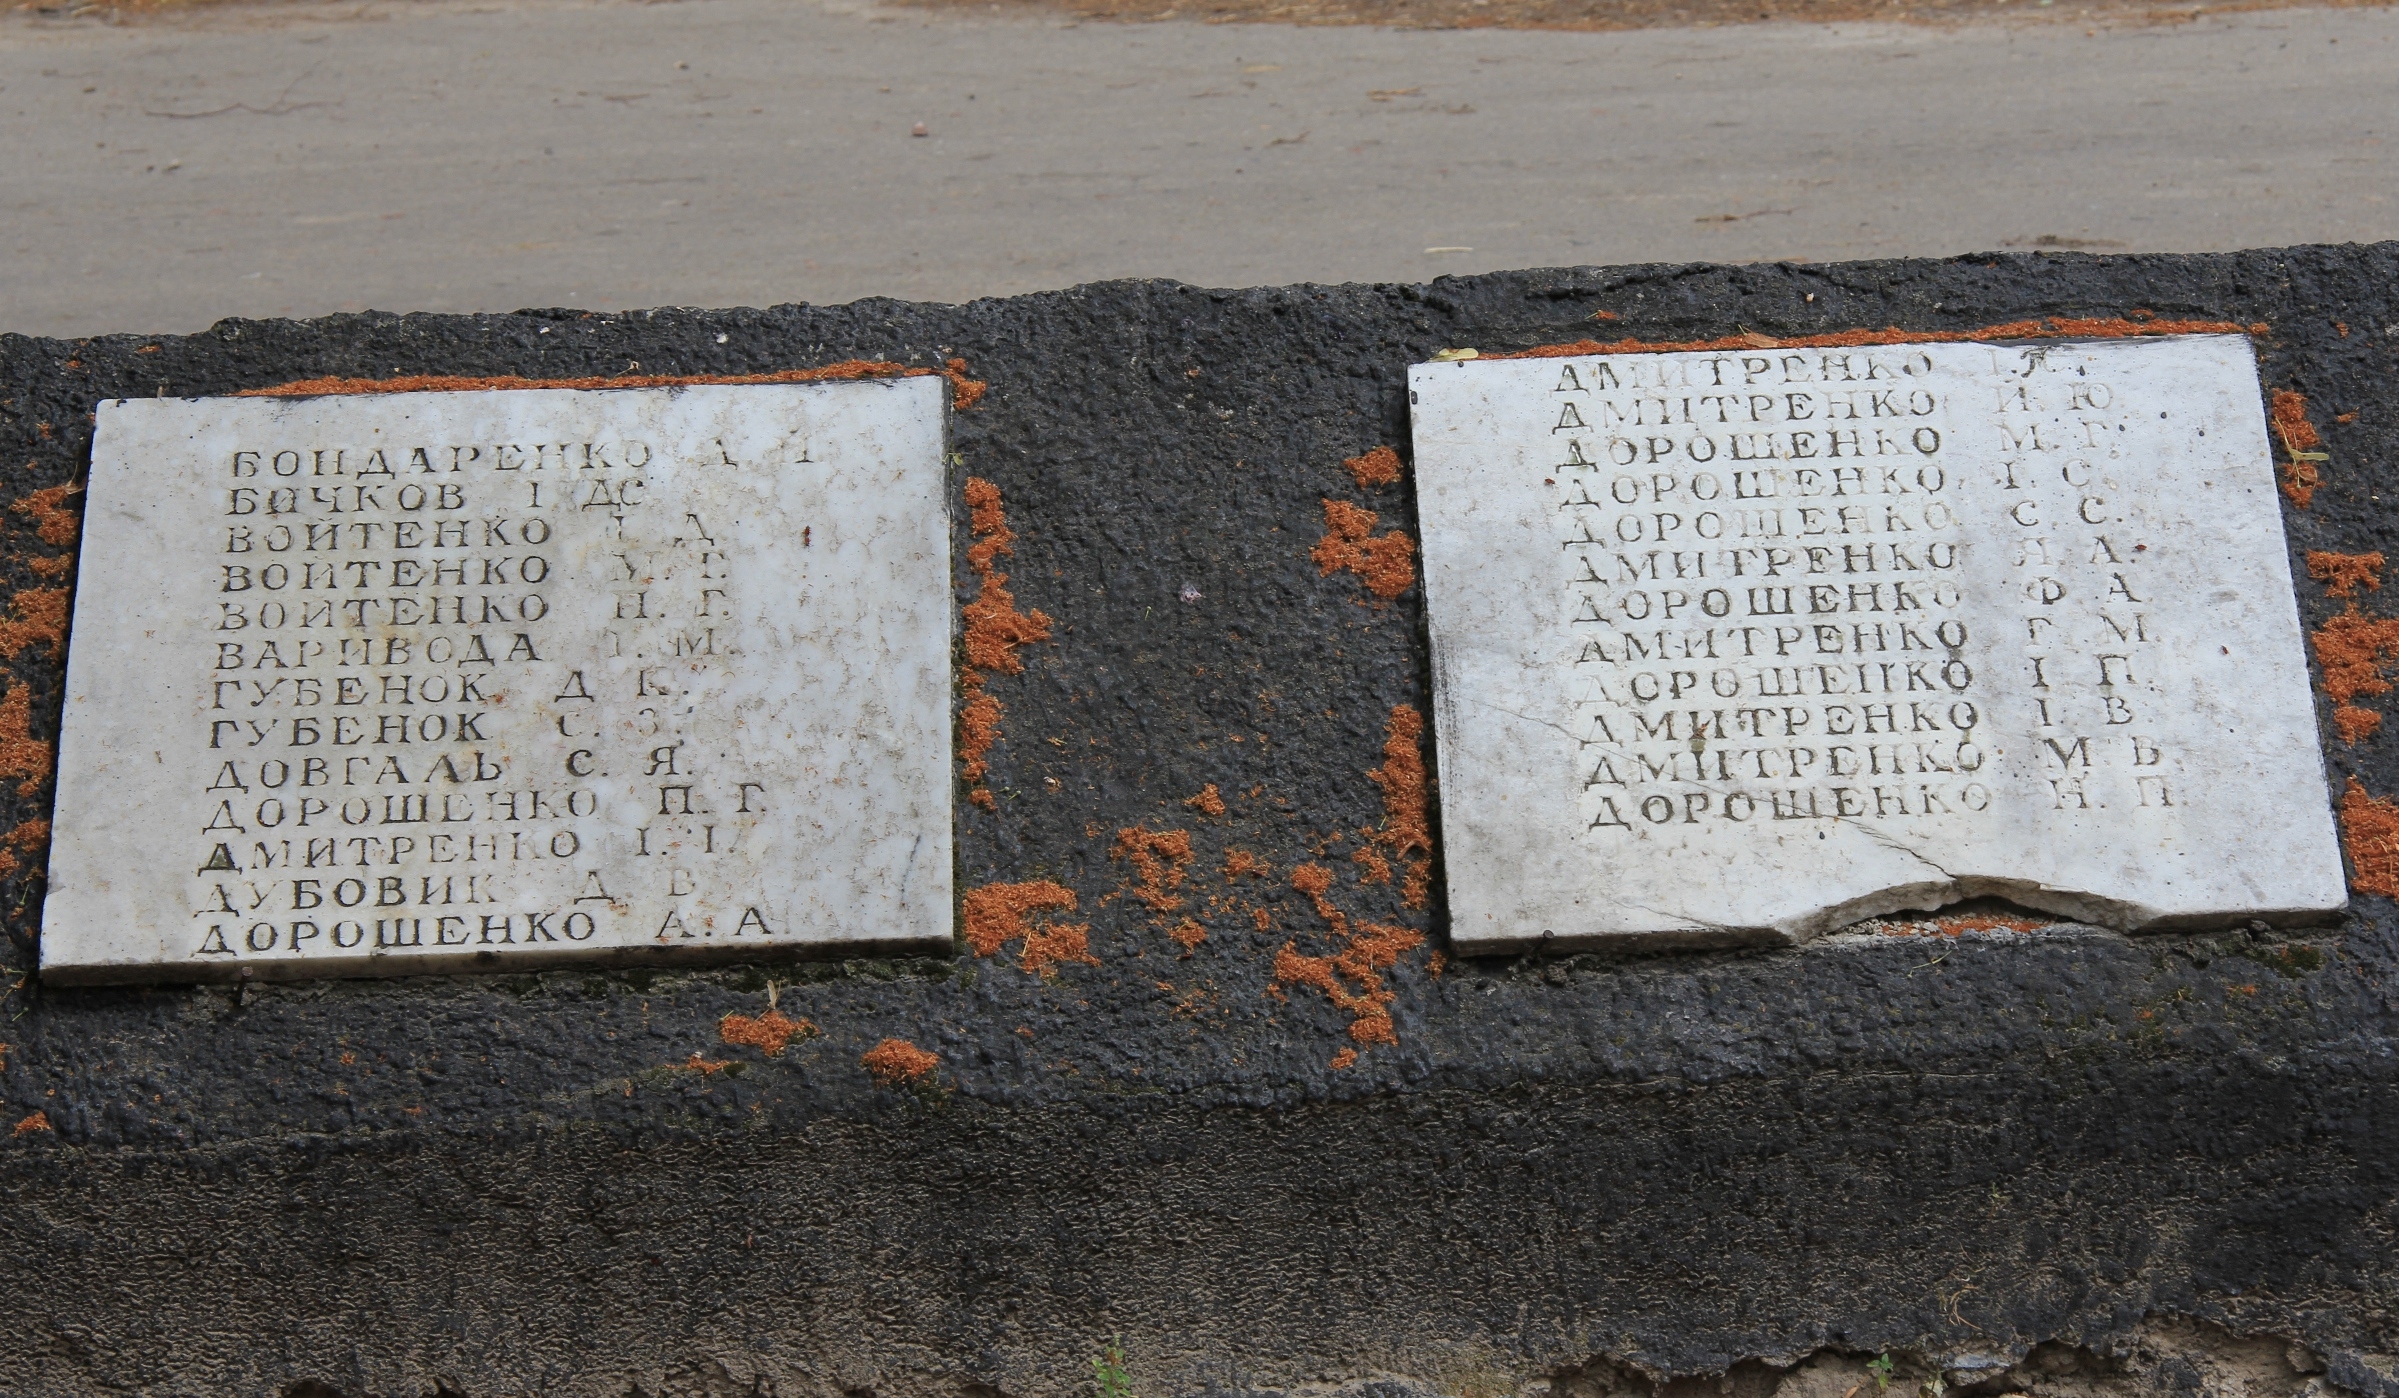 БОНДАРЕНКО Д І
БИЧКОВ І ДС
ВОЙТЕНКО І. Д.
ВОЙТЕНКО М. Г.
ВОЙТЕНКО Н. Г.
ВАРИВОДА І. М.
ГУБЕНОК Д К.
ГУБЕНОК С. З.
ДОВГАЛЬ С. Я.
ДОРОШЕНКО П. Г.
ДМИТРЕНКО І. І.
ДУБОВИК Д. В.
ДОРОШЕНКО А. А
ДМИТРЕНКО
ДМИТРЕНКО И. Ю.
ДОРОШЕНКО М. Г.
ДОРОШЕНКО І. С.
ДОРОШЕНКО С. С.
ДМИТРЕНКО Я Л.
ДОРОШЕНКО Ф А
ДМИТРЕНКО Г. М.
ДОРОШЕНКО І П.
ДМИТРЕНКО І. В.
ДМИТРЕНКО М В.
ДОРОШЕНКО Н. П.